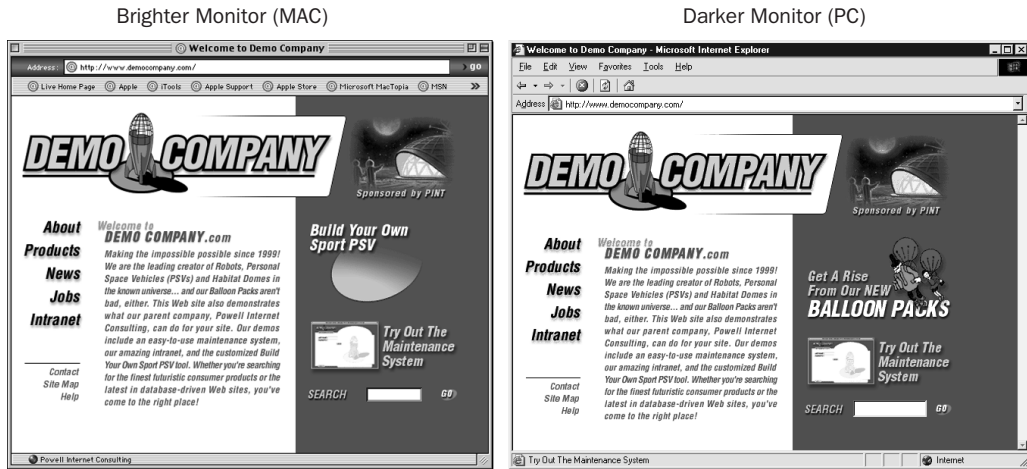 Brighter Monitor (MAC)
Welcome to Demo Company
Address: http://www.democompany.com/ go
Live Home Page Apple iTools Apple Support Apple Store Microsoft MacTopia MSN
DEMO COMPANY
Sponsored by PINT
About
Products
News
Jobs
Intranet
Contact
Site Map
Help
Welcome to
DEMO COMPANY.com
Making the impossible possible since 1999!
We are the leading creator of Robots, Personal
Space Vehicles (PSVs) and Habitat Domes in
the known universe... and our Balloon Packs aren't
bad, either. This Web site also demonstrates
what our parent company, Powell Internet
Consulting, can do for your site. Our demos
include an easy-to-use maintenance system,
our amazing intranet, and the customized Build
Your Own Sport PSV tool. Whether you're searching
for the finest futuristic consumer products or the
latest in database-driven Web sites, you've
come to the right place!
Build Your Own
Sport PSV
Try Out The
Maintenance
System
SEARCH GO
Powell Internet Consulting
Darker Monitor (PC)
Welcome to Demo Company - Microsoft Internet Explorer
File Edit View Favorites Tools Help
Address http://www.democompany.com/
DEMO COMPANY
Sponsored by PINT
About
Products
News
Jobs
Intranet
Contact
Site Map
Help
Welcome to
DEMO COMPANY.com
Making the impossible possible since 1999!
We are the leading creator of Robots, Personal
Space Vehicles (PSVs) and Habitat Domes in
the known universe... and our Balloon Packs aren't
bad, either. This Web site also demonstrates
what our parent company, Powell Internet
Consulting, can do for your site. Our demos
include an easy-to-use maintenance system,
our amazing intranet, and the customized Build
Your Own Sport PSV tool. Whether you're searching
for the finest futuristic consumer products or the
latest in database-driven Web sites, you've
come to the right place!
Get A Rise
From Our NEW
BALLOON PACKS
Try Out The
Maintenance
System
SEARCH GO
Try Out The Maintenance System
Internet